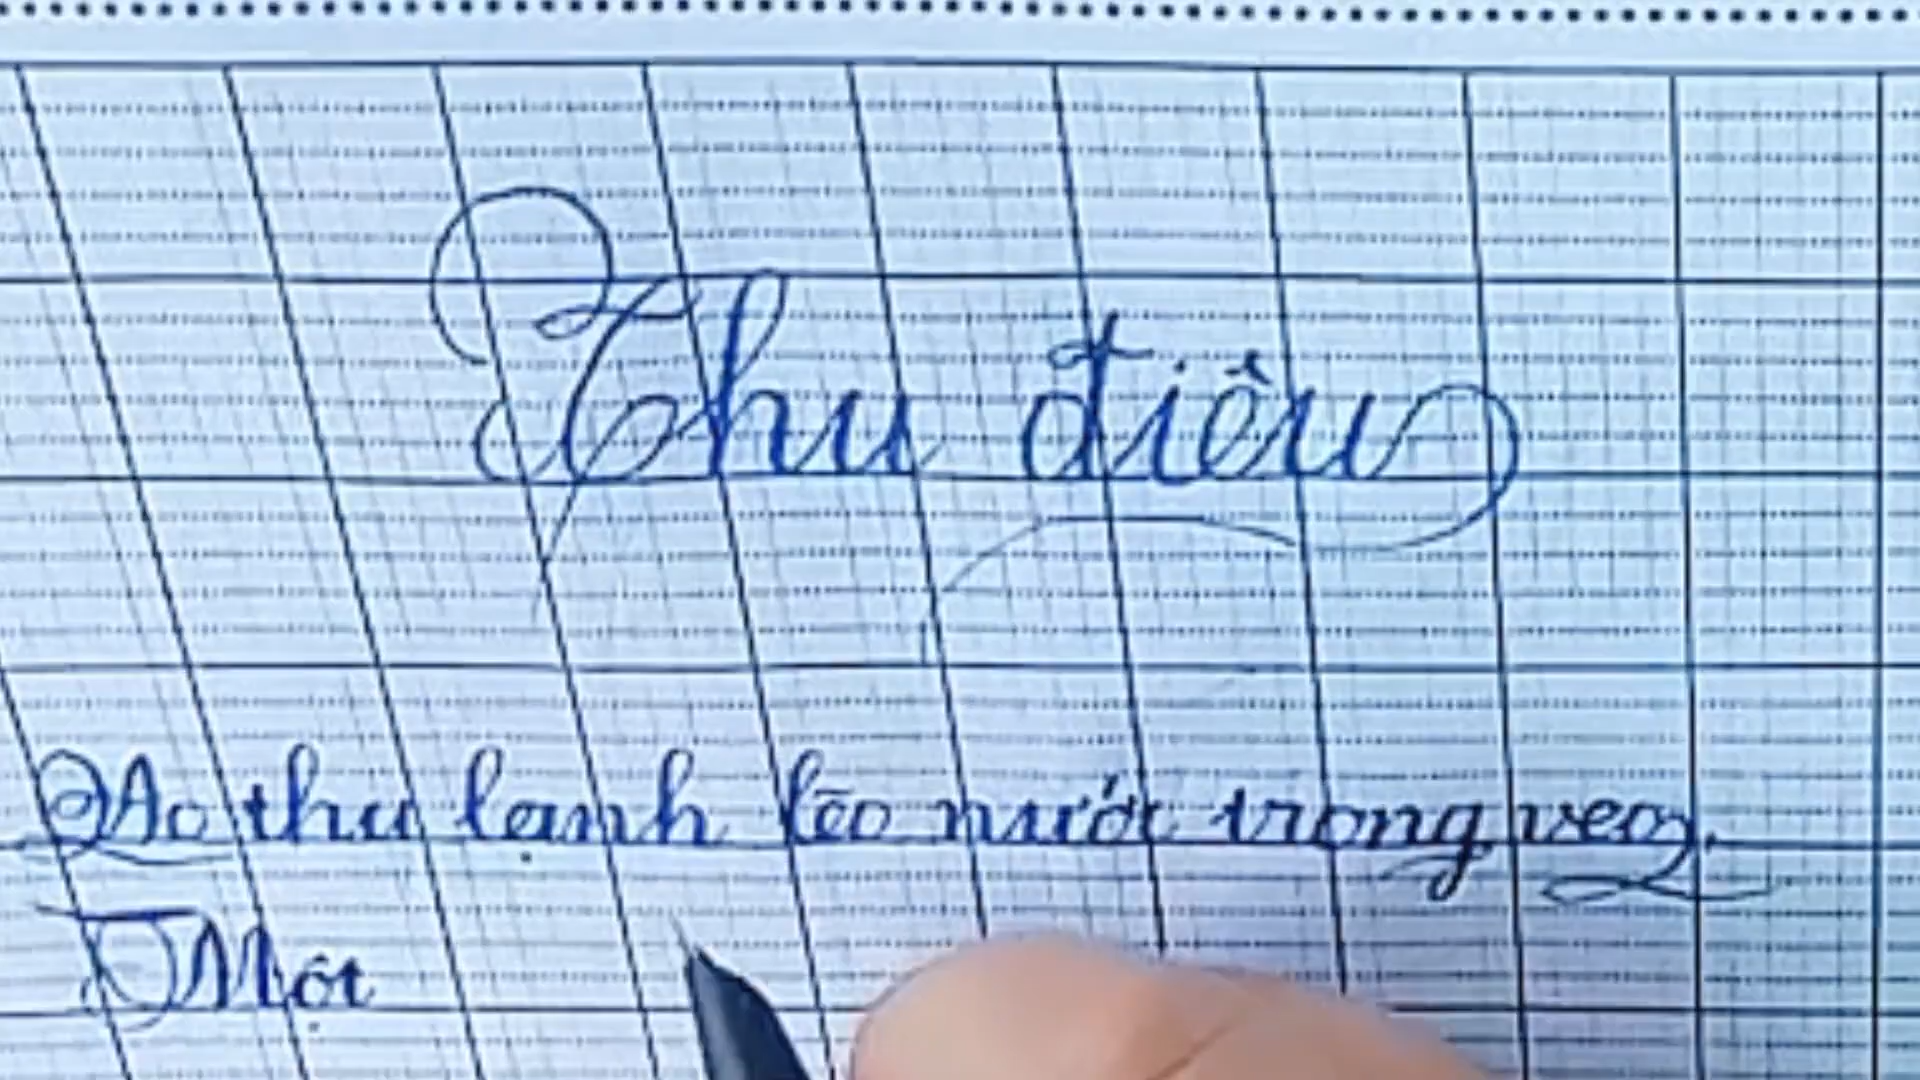 Thu điếu
Ao thu lạnh lẽo nước trong veo,
Một